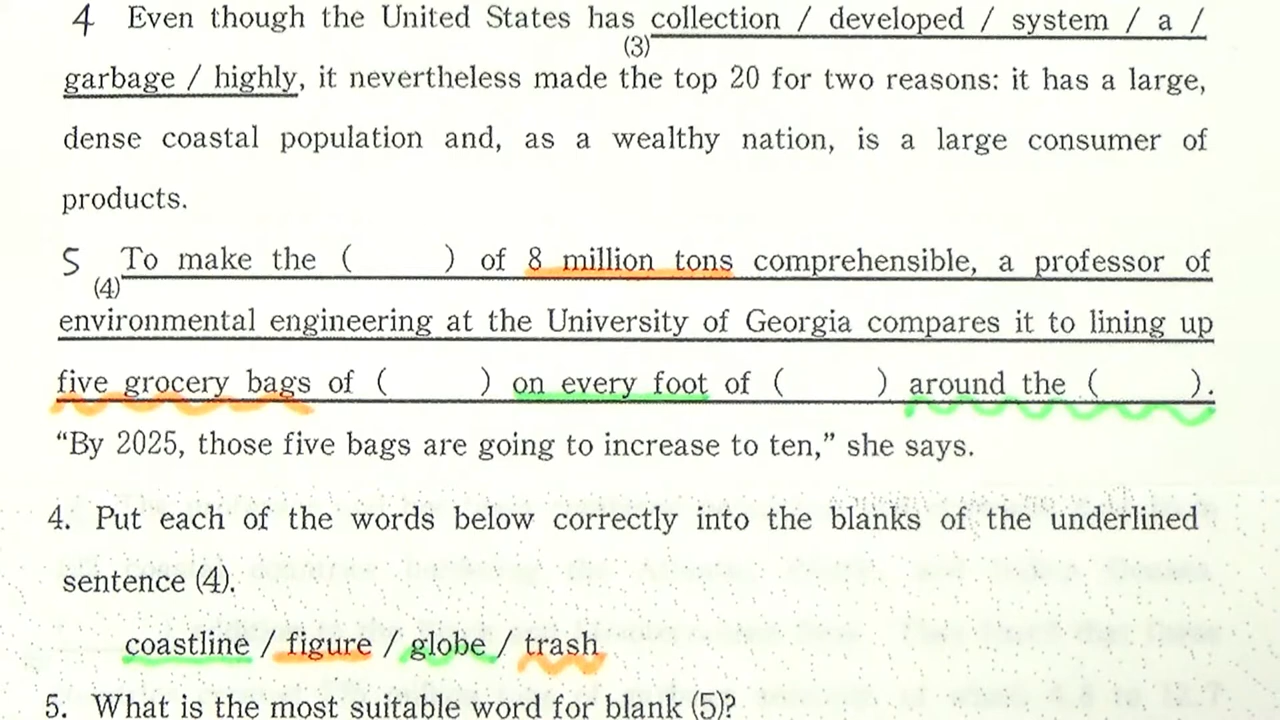 4 Even though the United States has collection / developed / system / a /
(3)
garbage / highly, it nevertheless made the top 20 for two reasons: it has a large,
dense coastal population and, as a wealthy nation, is a large consumer of
products.
5 To make the ( ) of 8 million tons comprehensible, a professor of
(4)
environmental engineering at the University of Georgia compares it to lining up
five grocery bags of ( ) on every foot of ( ) around the ( ).
“By 2025, those five bags are going to increase to ten,” she says.
4. Put each of the words below correctly into the blanks of the underlined
sentence (4).
coastline / figure / globe / trash
5. What is the most suitable word for blank (5)?